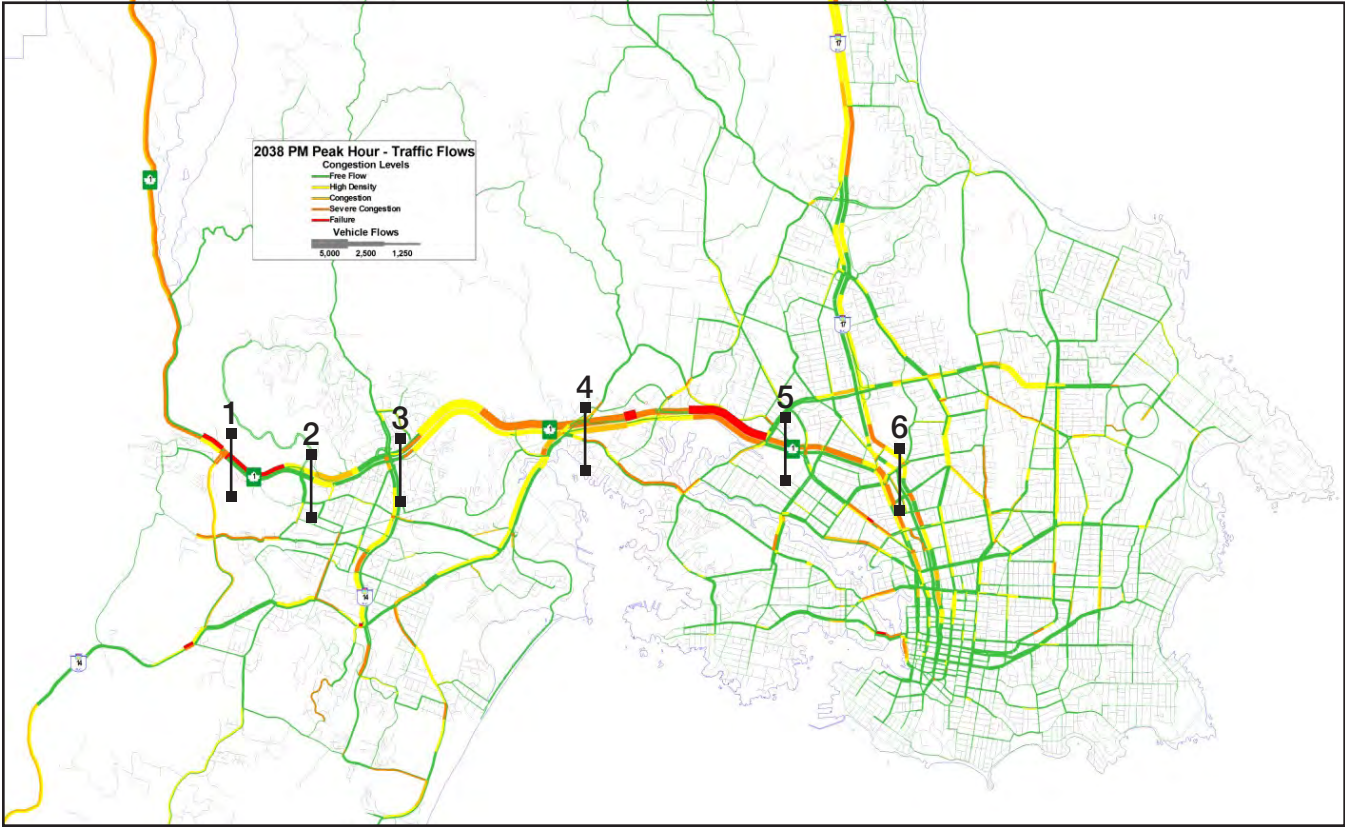 17
2038 PM Peak Hour - Traffic Flows
Congestion Levels
Free Flow
High Density
Congestion
Severe Congestion
Failure
Vehicle Flows
5,000 2,500 1,250
1
17
1
2
3
4
5
6
1
1
1
14
14